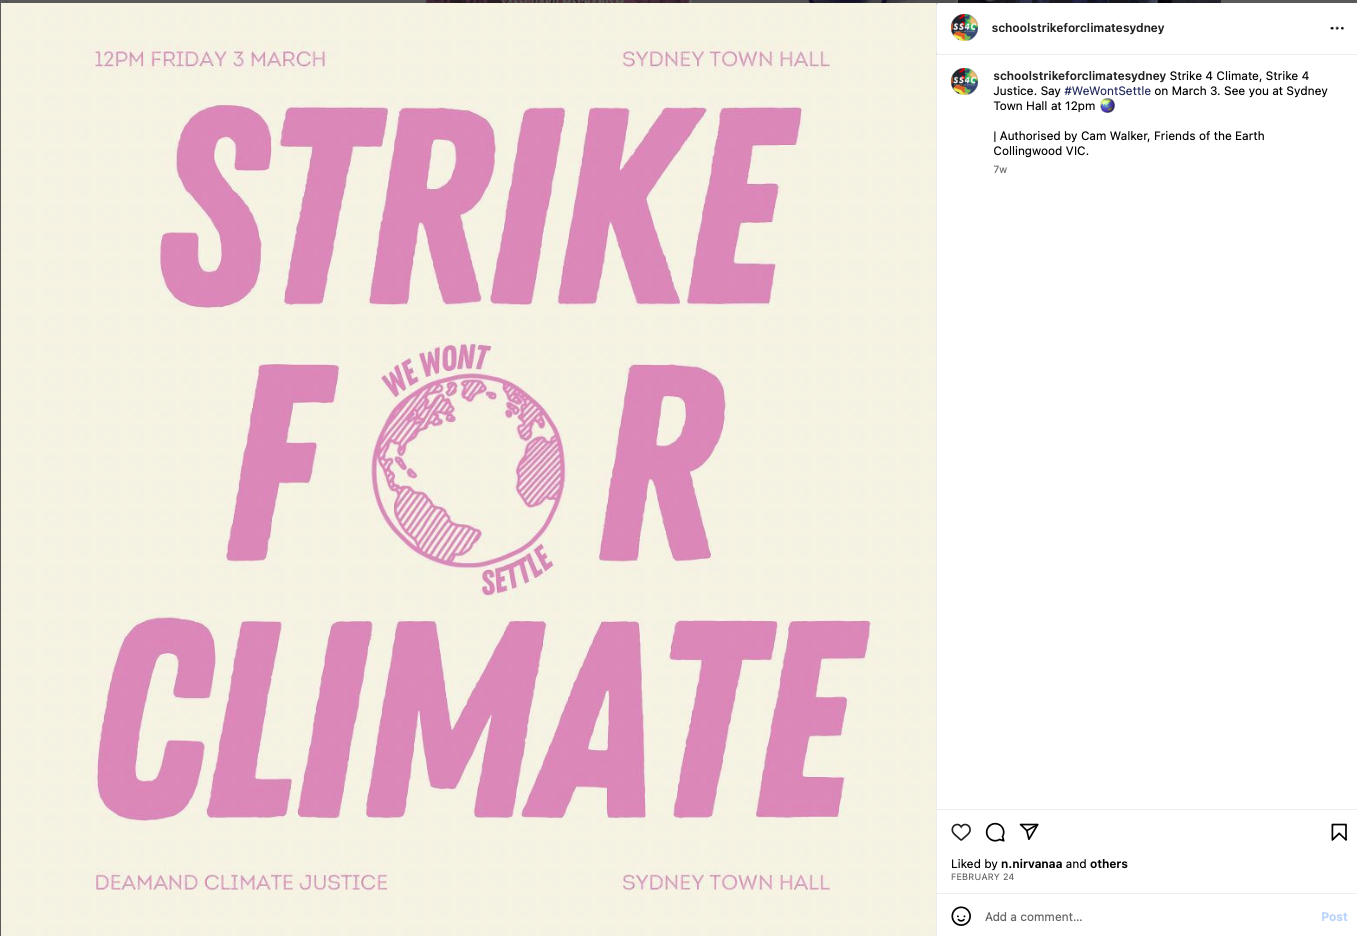 12PM FRIDAY 3 MARCH
SYDNEY TOWN HALL
STRIKE
WE WONT
F R
SETTLE
CLIMATE
DEAMAND CLIMATE JUSTICE
SYDNEY TOWN HALL
SS4C
schoolstrikeforclimatesydney
SS4C
schoolstrikeforclimatesydney Strike 4 Climate, Strike 4
Justice. Say #WeWontSettle on March 3. See you at Sydney
Town Hall at 12pm 🌏
| Authorised by Cam Walker, Friends of the Earth
Collingwood VIC.
7w
Liked by n.nirvanaa and others
FEBRUARY 24
Add a comment...
Post